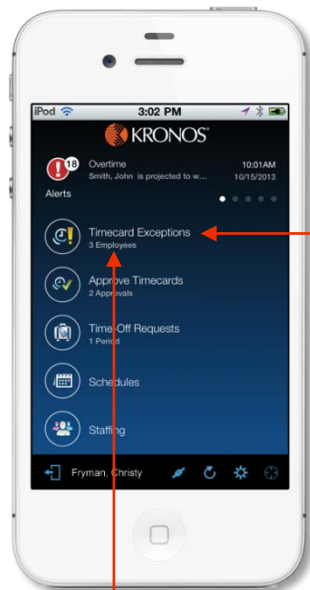 iPod 3:02 PM
KRONOS®
18 Overtime 10:01AM
Smith, John is projected to w... 10/15/2013
Alerts
Timecard Exceptions
3 Employees
Approve Timecards
2 Approvals
Time-Off Requests
1 Period
Schedules
Staffing
Fryman, Christy